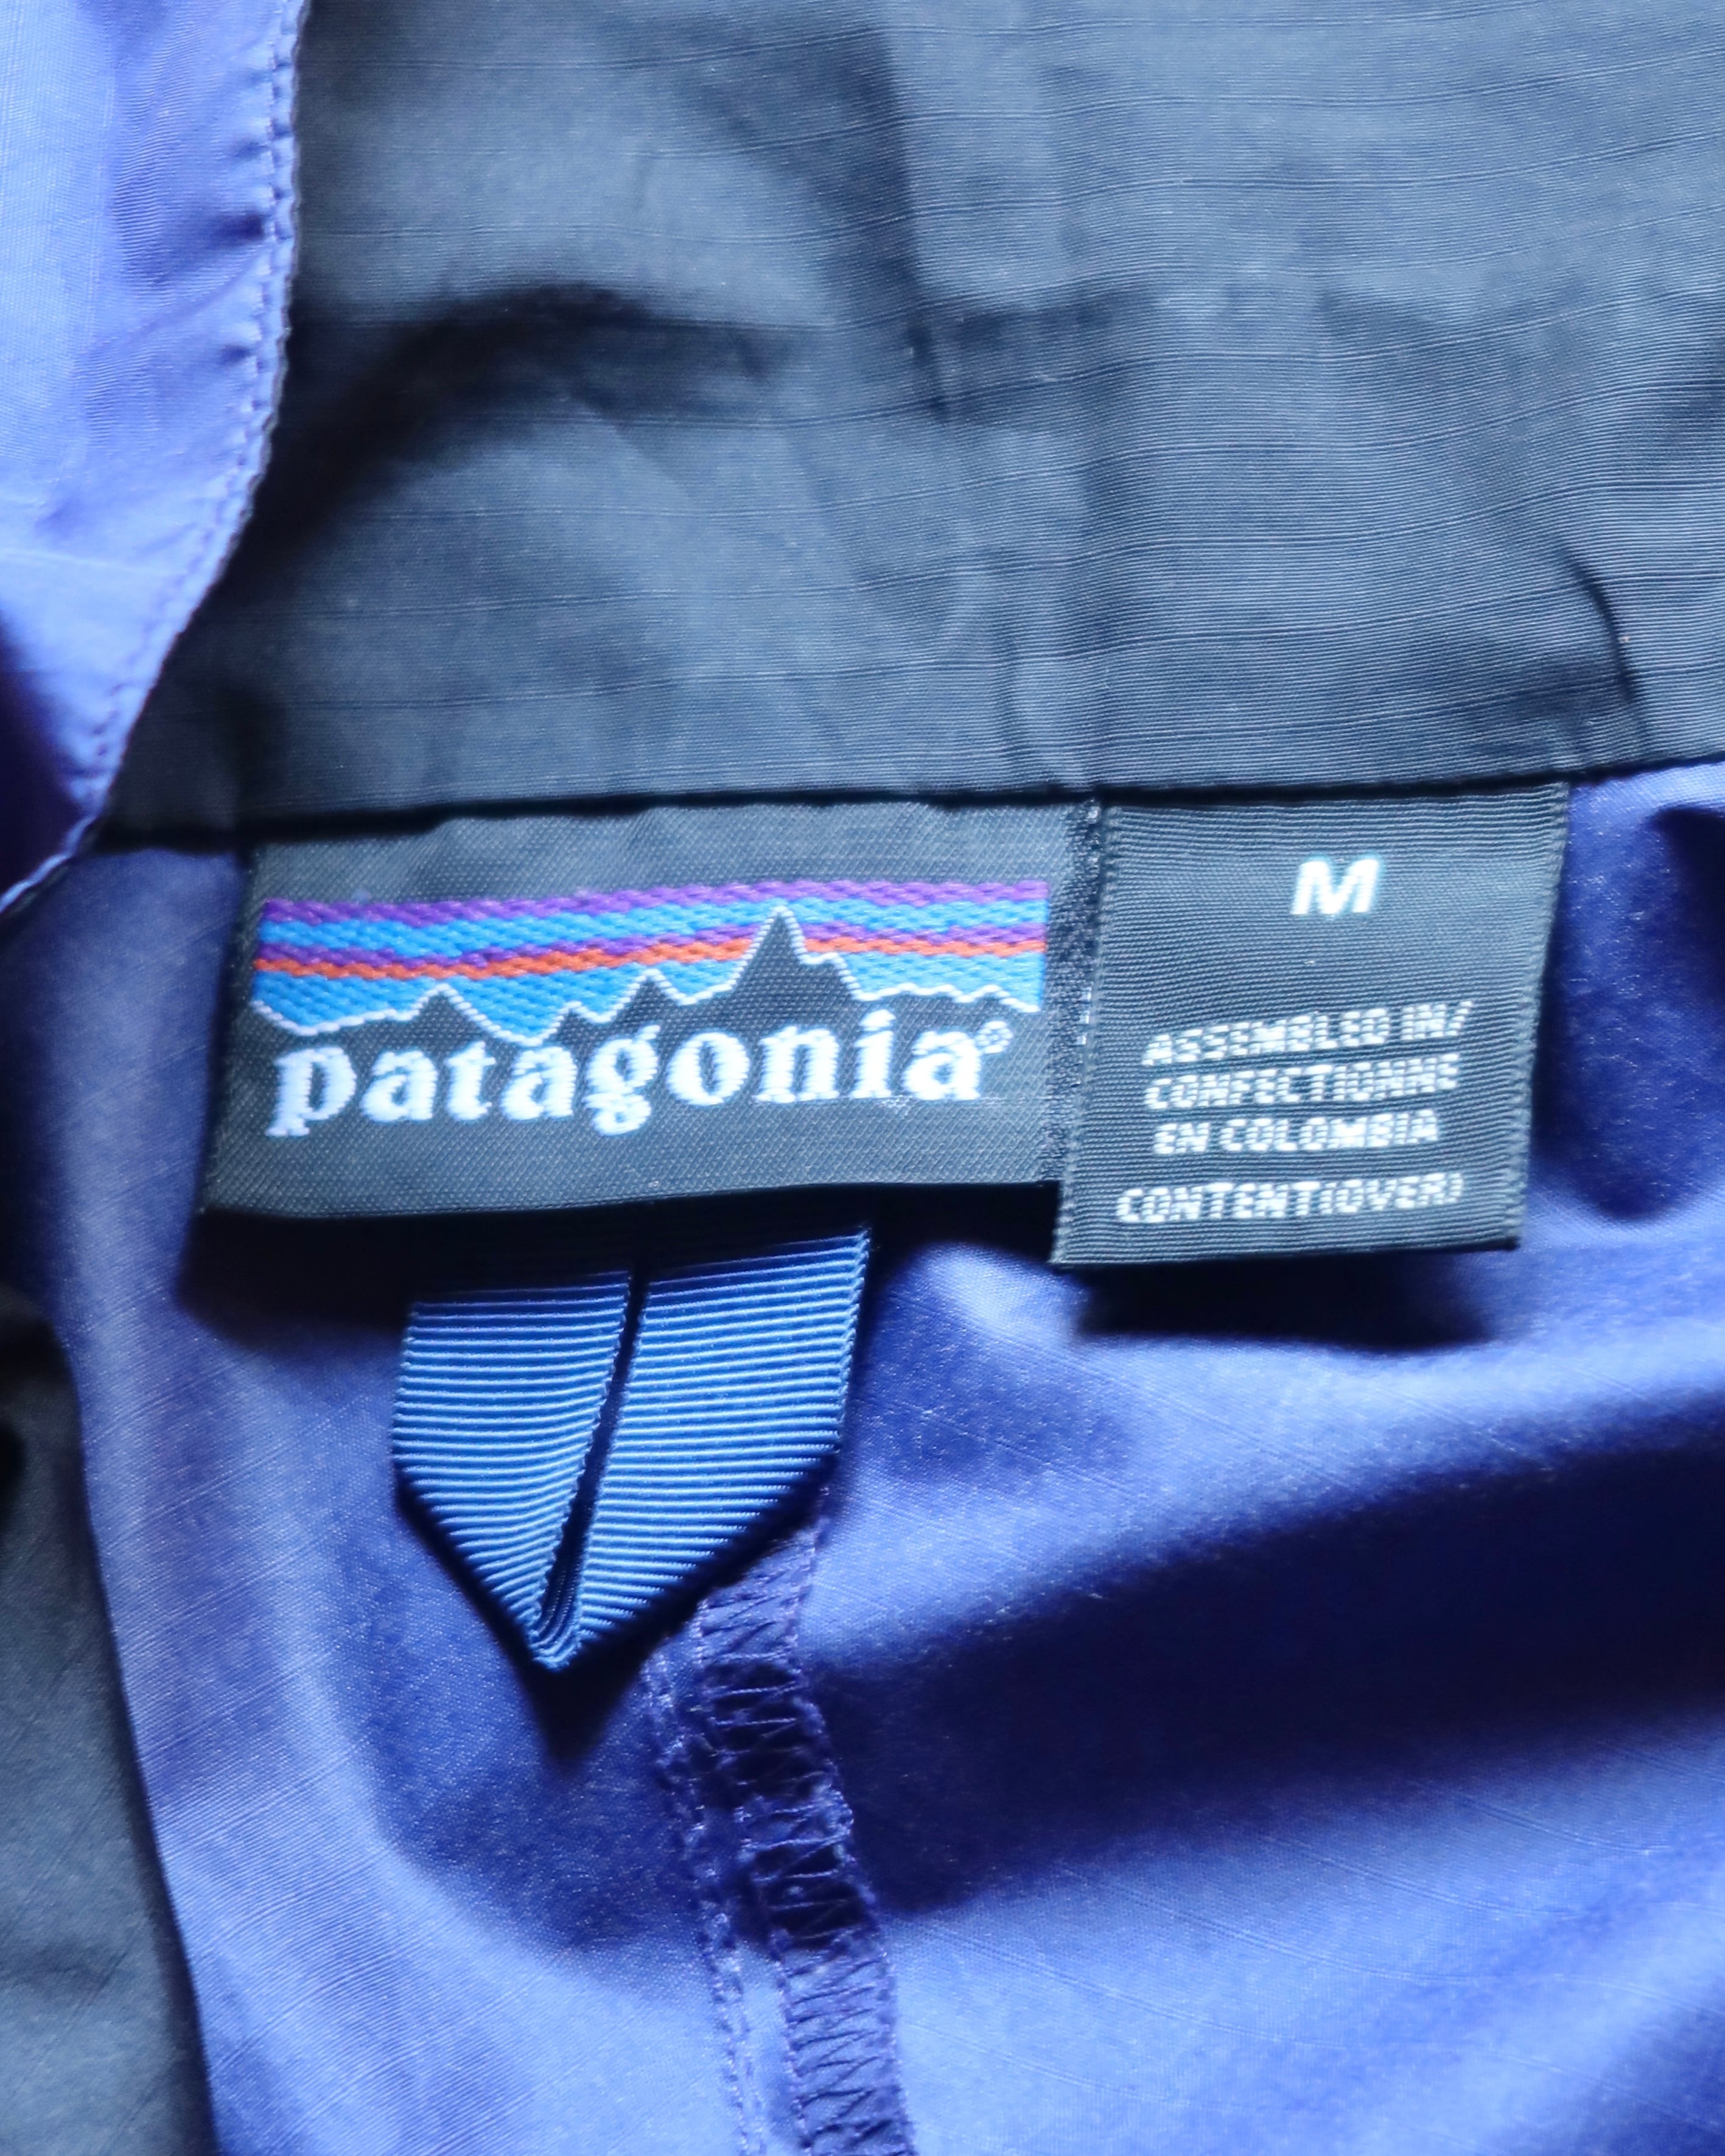 patagonia®
M
ASSEMBLED IN/
CONFECTIONNE
EN COLOMBIA
CONTENT(OVER)